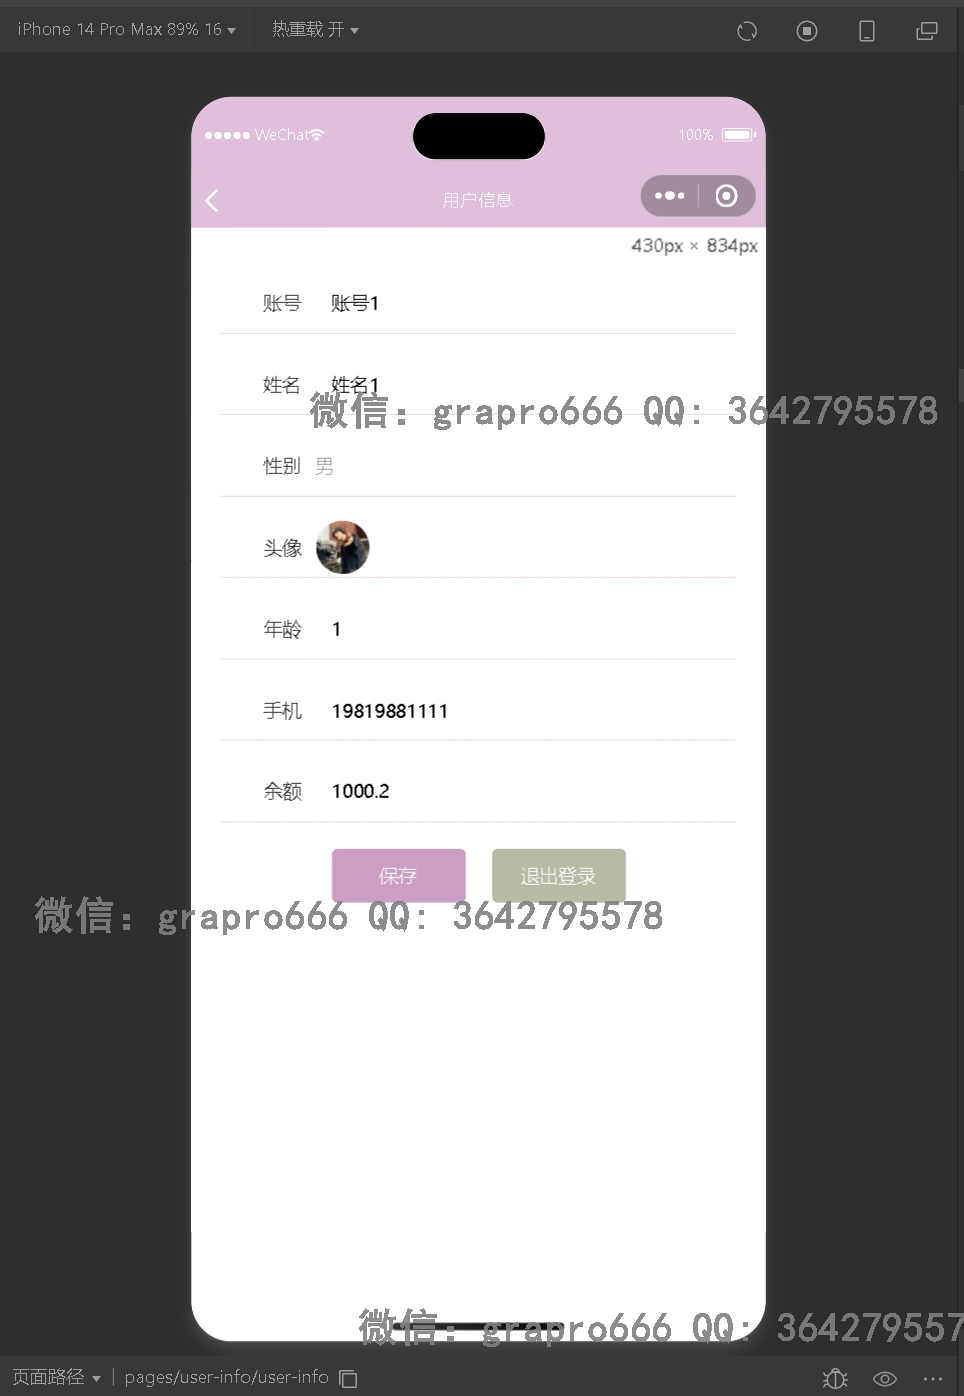 iPhone 14 Pro Max 89% 16 热重载 开
WeChat 100%
用户信息
430px × 834px
账号 账号1
姓名 姓名1
微信: grapro666 QQ: 3642795578
性别 男
头像
年龄 1
手机 19819881111
余额 1000.2
保存 退出登录
微信: grapro666 QQ: 3642795578
微信: grapro666 QQ: 364279557
页面路径 pages/user-info/user-info